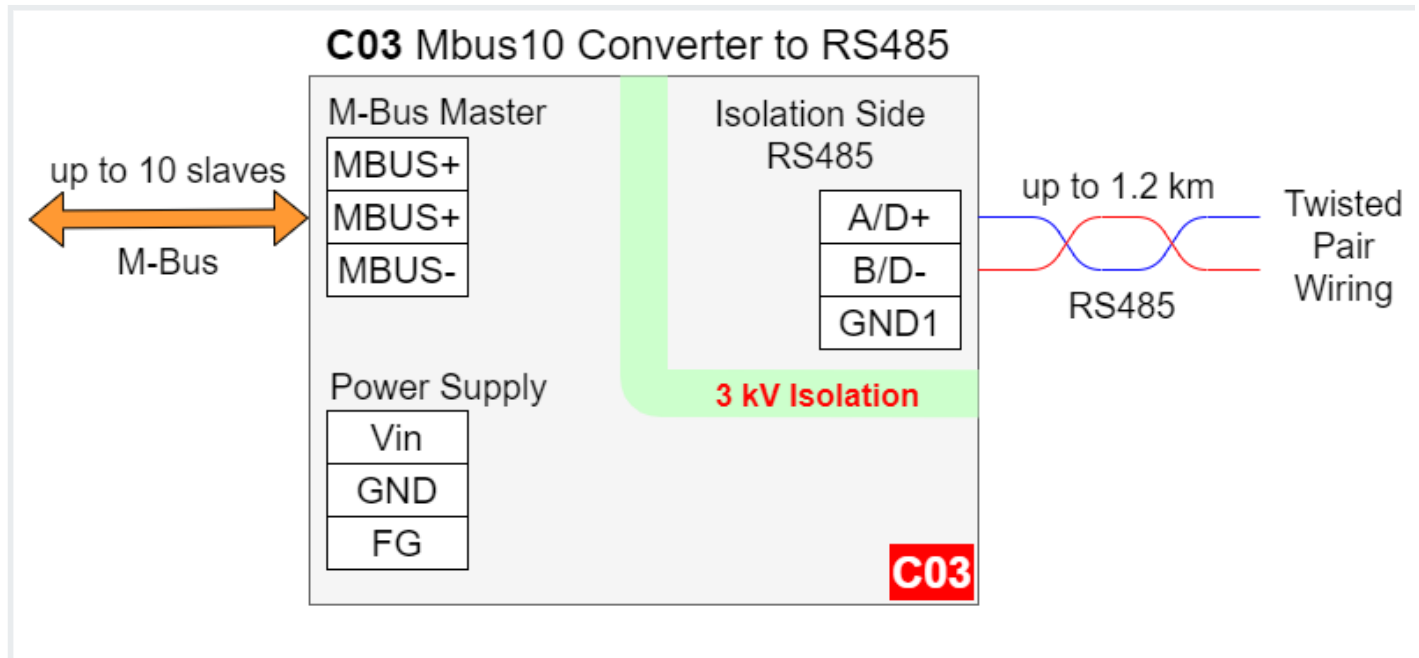 C03 Mbus10 Converter to RS485
M-Bus Master
MBUS+
MBUS+
MBUS-
up to 10 slaves
M-Bus
Isolation Side
RS485
A/D+
B/D-
GND1
up to 1.2 km
RS485
Twisted
Pair
Wiring
3 kV Isolation
Power Supply
Vin
GND
FG
C03